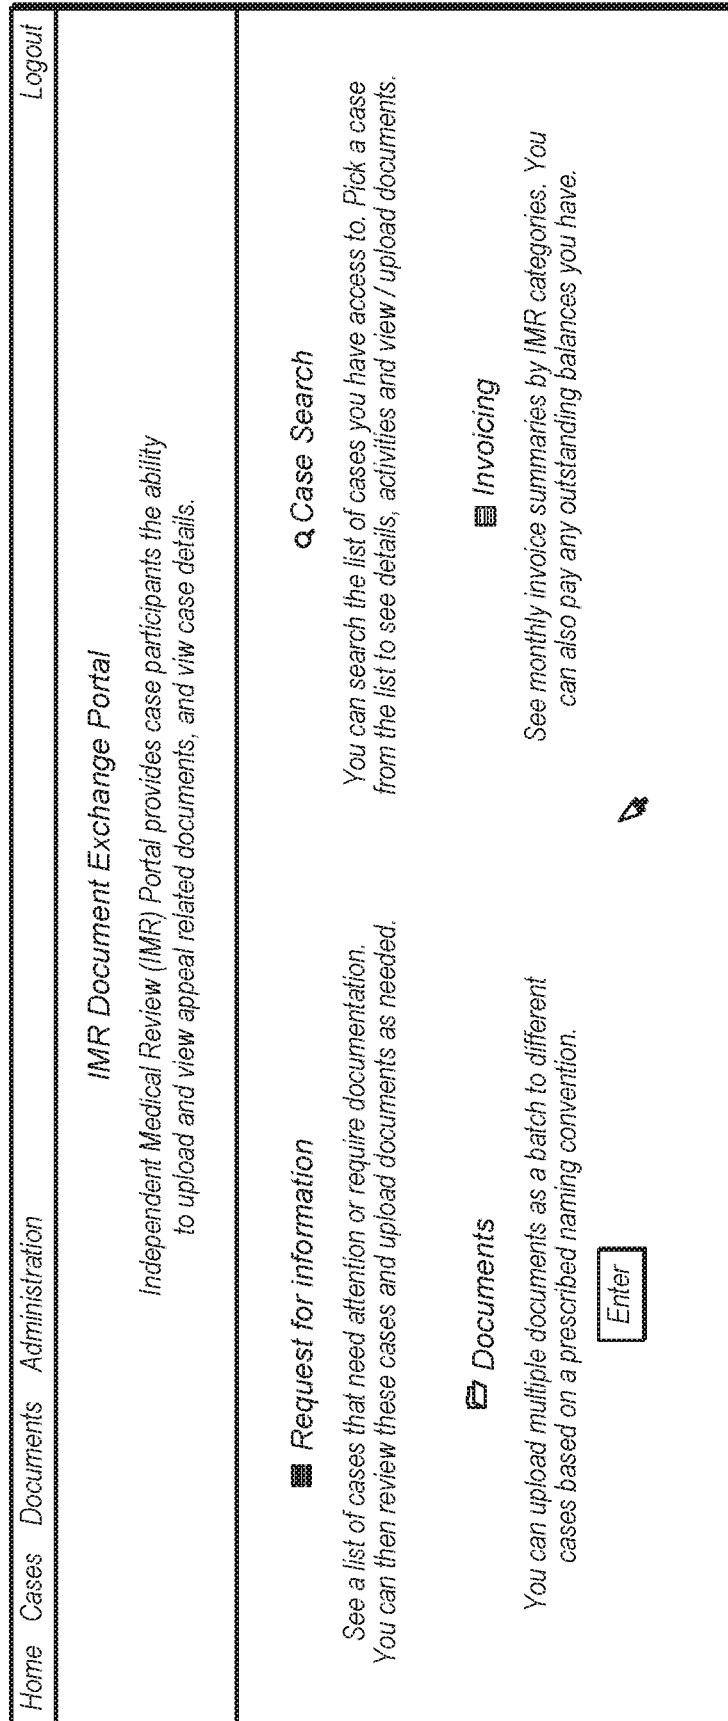 Home Cases Documents Administration Logout
IMR Document Exchange Portal
Independent Medical Review (IMR) Portal provides case participants the ability
to upload and view appeal related documents, and viw case details.
Request for information
See a list of cases that need attention or require documentation.
You can then review these cases and upload documents as needed.
Case Search
You can search the list of cases you have access to. Pick a case
from the list to see details, activities and view / upload documents.
Documents
You can upload multiple documents as a batch to different
cases based on a prescribed naming convention.
Enter
Invoicing
See monthly invoice summaries by IMR categories. You
can also pay any outstanding balances you have.